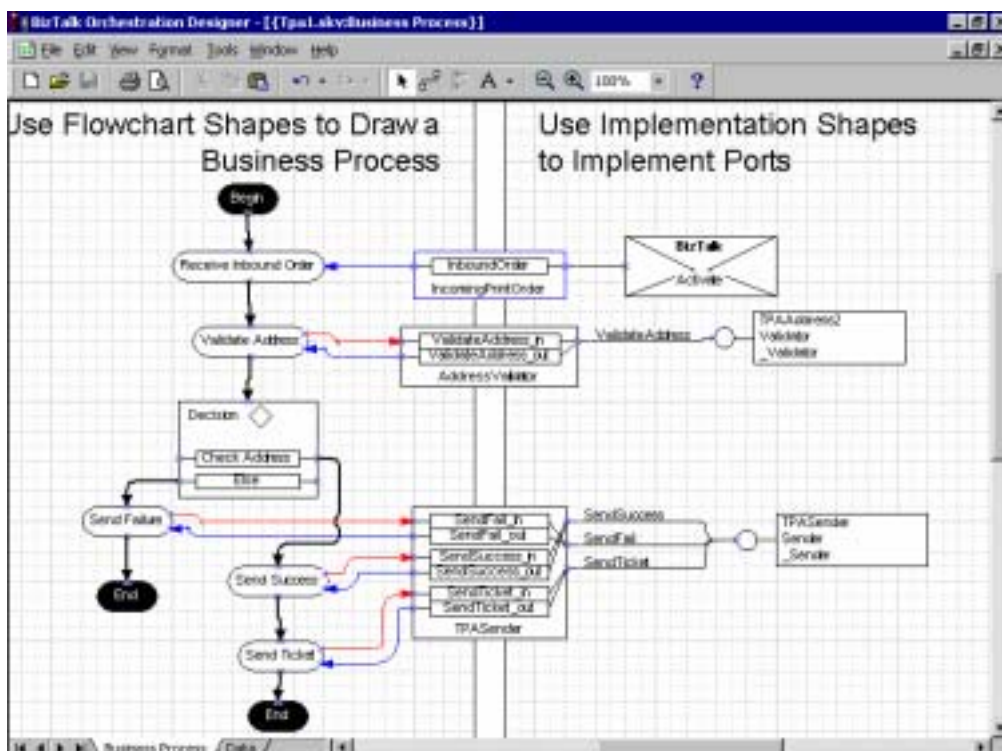 BizTalk Orchestration Designer - [{Tpa1.skv:Business Process}]
File Edit View Format Tools Window Help
100%
Use Flowchart Shapes to Draw a
Business Process
Use Implementation Shapes
to Implement Ports
Begin
Receive Inbound Order
InboundOrder
IncomingPrintOrder
BizTalk
Activate
Validate Address
ValidateAddress_in
ValidateAddress_out
AddressValidator
ValidateAddress
TPAAddress2
Validator
_Validator
Decision
Check Address
Else
Send Failure
End
SendFail_in
SendFail_out
SendSuccess_in
SendSuccess_out
SendTicket_in
SendTicket_out
TPASender
SendSuccess
SendFail
SendTicket
TPASender
Sender
_Sender
Send Success
Send Ticket
End
Business Process
Data